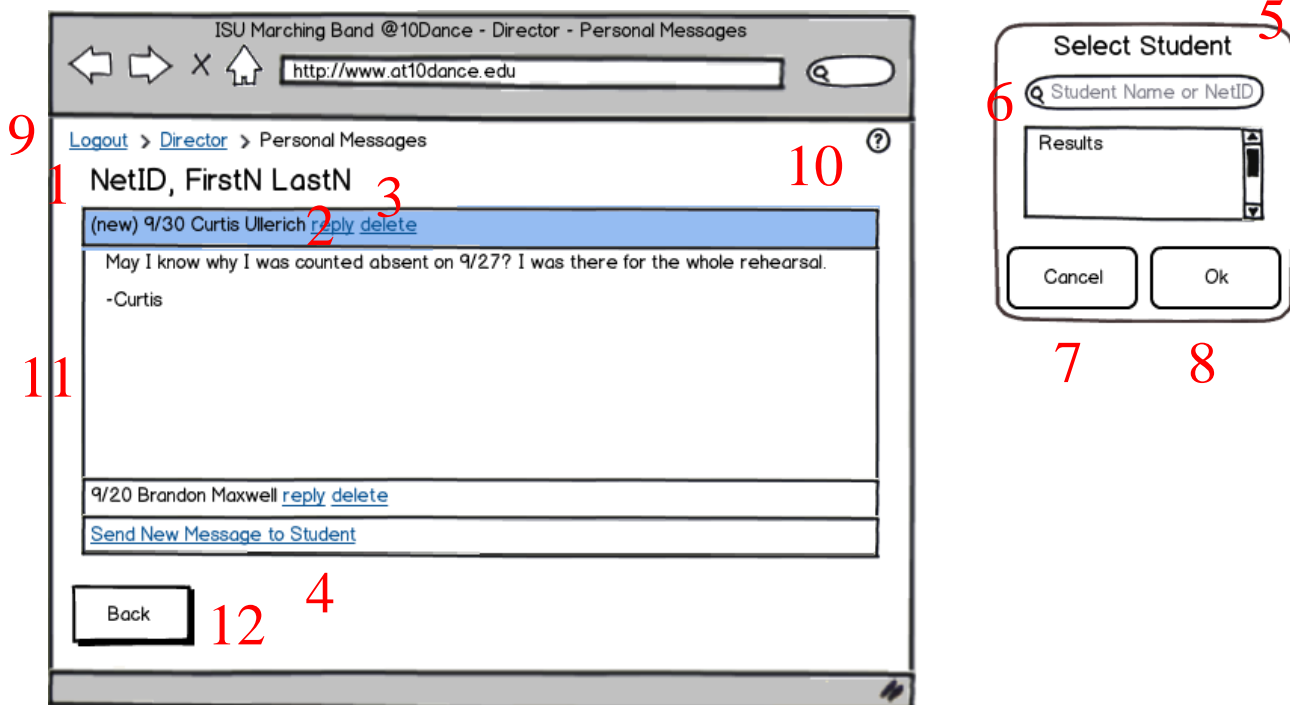 ISU Marching Band @10Dance - Director - Personal Messages
http://www.at10dance.edu
9
Logout > Director > Personal Messages
?
10
1
NetID, FirstN LastN
(new) 9/30 Curtis Ullerich reply delete
2
3
May I know why I was counted absent on 9/27? I was there for the whole rehearsal.
-Curtis
11
9/20 Brandon Maxwell reply delete
Send New Message to Student
4
Back
12
5
Select Student
6
Student Name or NetID
Results
Cancel
Ok
7
8